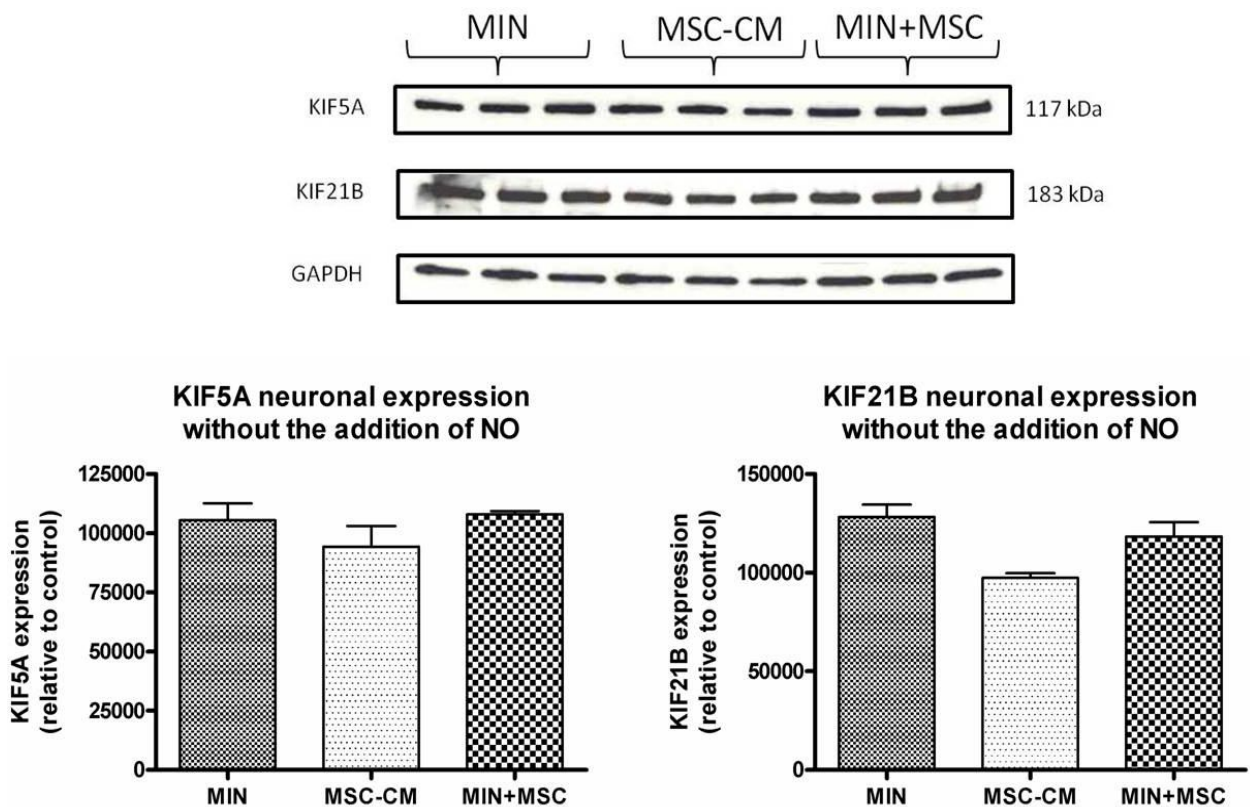 MIN MSC-CM MIN+MSC
KIF5A 117 kDa
KIF21B 183 kDa
GAPDH
KIF5A neuronal expression
without the addition of NO
KIF5A expression
(relative to control)
125000
100000
75000
50000
25000
0
MIN MSC-CM MIN+MSC
KIF21B neuronal expression
without the addition of NO
KIF21B expression
(relative to control)
150000
100000
50000
0
MIN MSC-CM MIN+MSC